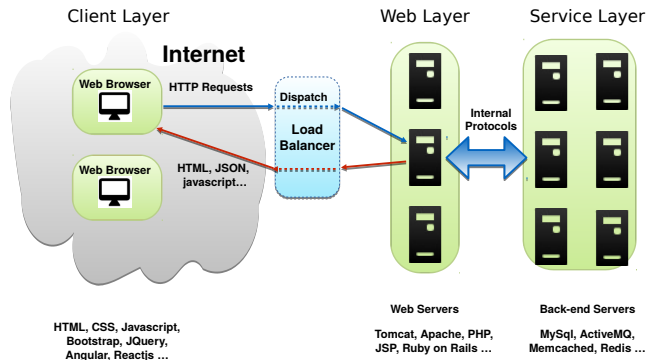 Client Layer
Web Layer
Service Layer
Internet
Web Browser
HTTP Requests
Dispatch
Load
Balancer
Internal
Protocols
HTML, JSON,
javascript...
Web Browser
Web Servers
Back-end Servers
HTML, CSS, Javascript,
Bootstrap, JQuery,
Angular, Reactjs ...
Tomcat, Apache, PHP,
JSP, Ruby on Rails ...
MySql, ActiveMQ,
Memcached, Redis ...